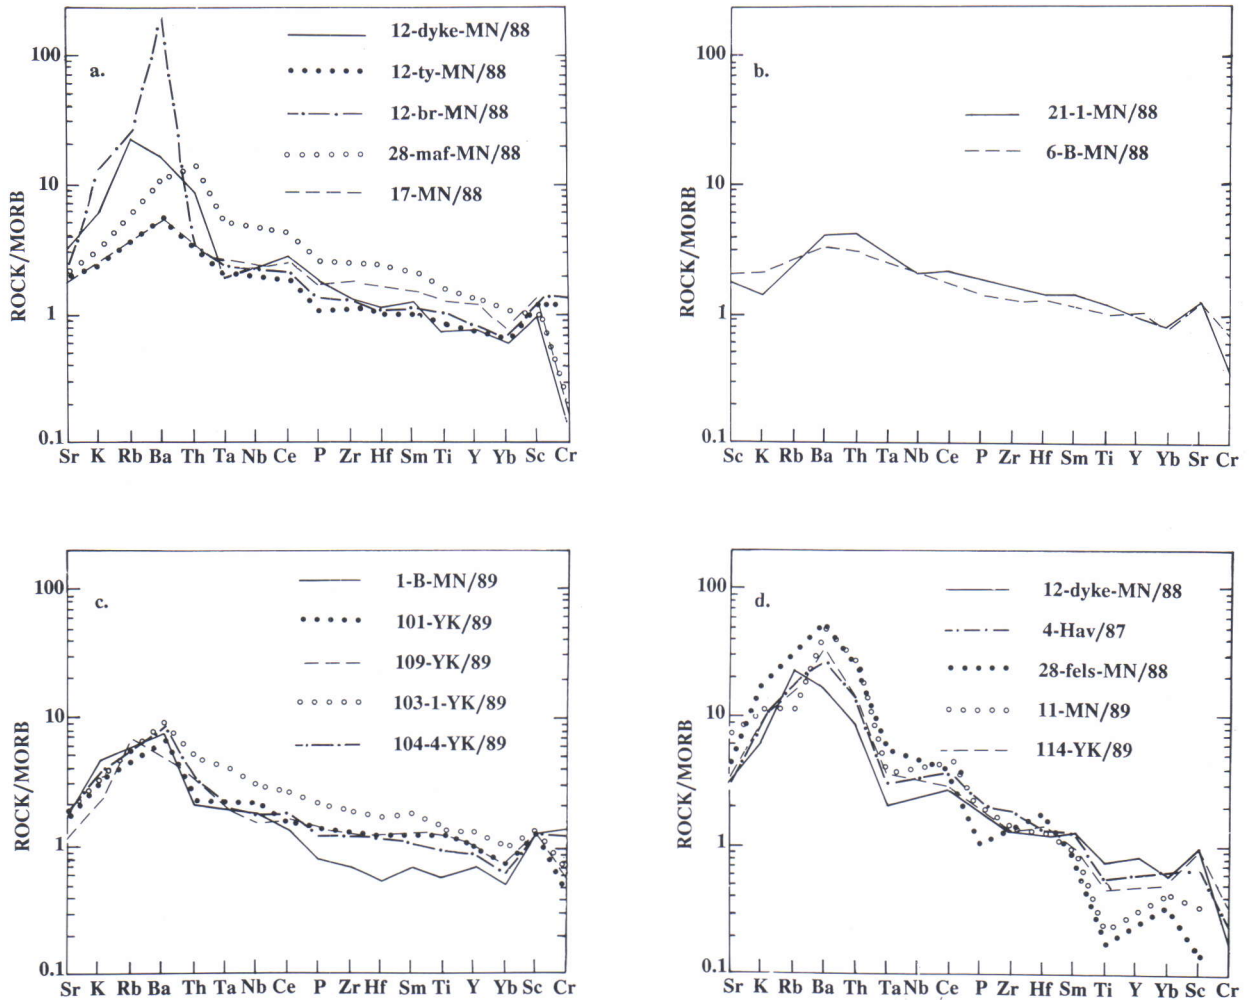 a.
100
10
1
0.1
ROCK/MORB
12-dyke-MN/88
12-ty-MN/88
12-br-MN/88
28-maf-MN/88
17-MN/88
Sr K Rb Ba Th Ta Nb Ce P Zr Hf Sm Ti Y Yb Sc Cr
b.
100
10
1
0.1
ROCK/MORB
21-1-MN/88
6-B-MN/88
Sc K Rb Ba Th Ta Nb Ce P Zr Hf Sm Ti Y Yb Sr Cr
c.
100
10
1
0.1
ROCK/MORB
1-B-MN/89
101-YK/89
109-YK/89
103-1-YK/89
104-4-YK/89
Sr K Rb Ba Th Ta Nb Ce P Zr Hf Sm Ti Y Yb Sc Cr
d.
100
10
1
0.1
ROCK/MORB
12-dyke-MN/88
4-Hav/87
28-fels-MN/88
11-MN/89
114-YK/89
Sr K Rb Ba Th Ta Nb Ce P Zr Hf Sm Ti Y Yb Sc Cr